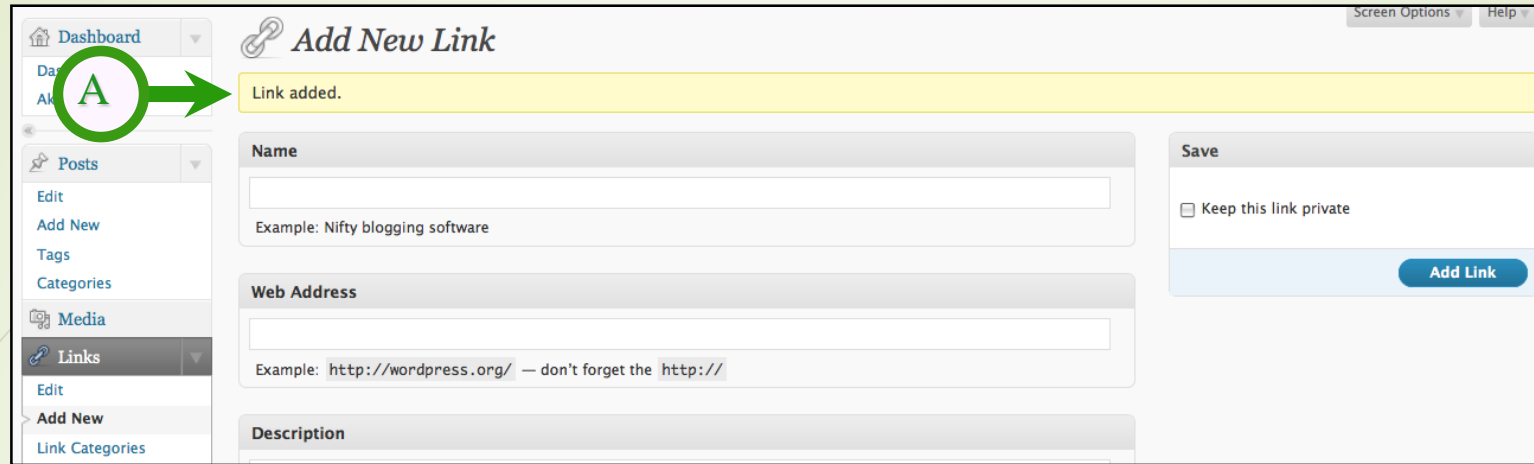 Screen Options Help
Dashboard
Add New Link
A
Link added.
Posts
Edit
Add New
Tags
Categories
Media
Links
Edit
Add New
Link Categories
Name
Example: Nifty blogging software
Web Address
Example: http://wordpress.org/ — don't forget the http://
Description
Save
Keep this link private
Add Link